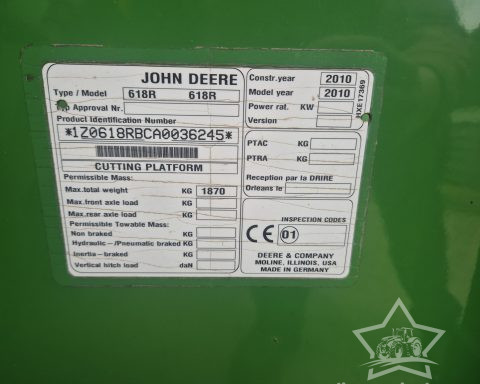 JOHN DEERE
Type / Model 618R 618R
Typ Approval Nr.
Product Identification Number
*1Z0618RBCA0036245*
CUTTING PLATFORM
Permissible Mass:
Max.total weight KG 1870
Max.front axle load KG
Max.rear axle load KG
Permissible Towable Mass:
Non braked KG
Hydraulic-/Pneumatic braked KG
Inertia - braked KG
Vertical hitch load daN
Constr.year 2010
Model year 2010
Power rat. KW
Version
HXE17369
PTAC KG
PTRA KG
Reception par la DRIRE
Orleans le
INSPECTION CODES
CE 01
DEERE & COMPANY
MOLINE, ILLINOIS, USA
MADE IN GERMANY